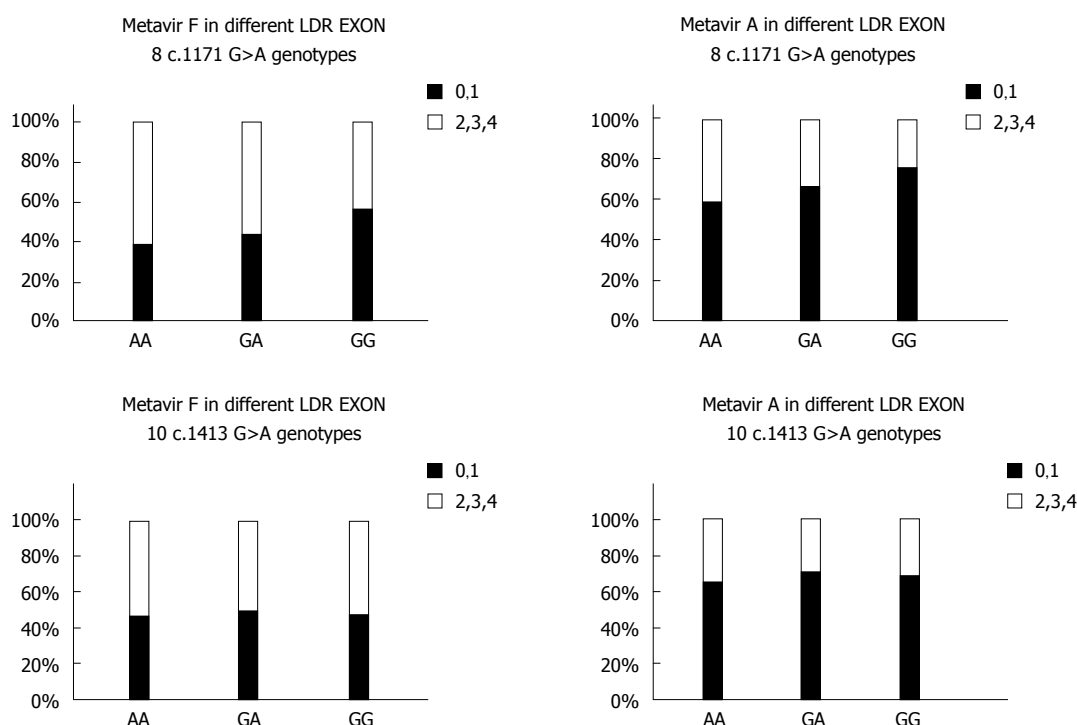 Metavir F in different LDR EXON
8 c.1171 G>A genotypes
0,1
2,3,4
100%
80%
60%
40%
20%
0%
AA GA GG
Metavir A in different LDR EXON
8 c.1171 G>A genotypes
0,1
2,3,4
100%
80%
60%
40%
20%
0%
AA GA GG
Metavir F in different LDR EXON
10 c.1413 G>A genotypes
0,1
2,3,4
100%
80%
60%
40%
20%
0%
AA GA GG
Metavir A in different LDR EXON
10 c.1413 G>A genotypes
0,1
2,3,4
100%
80%
60%
40%
20%
0%
AA GA GG